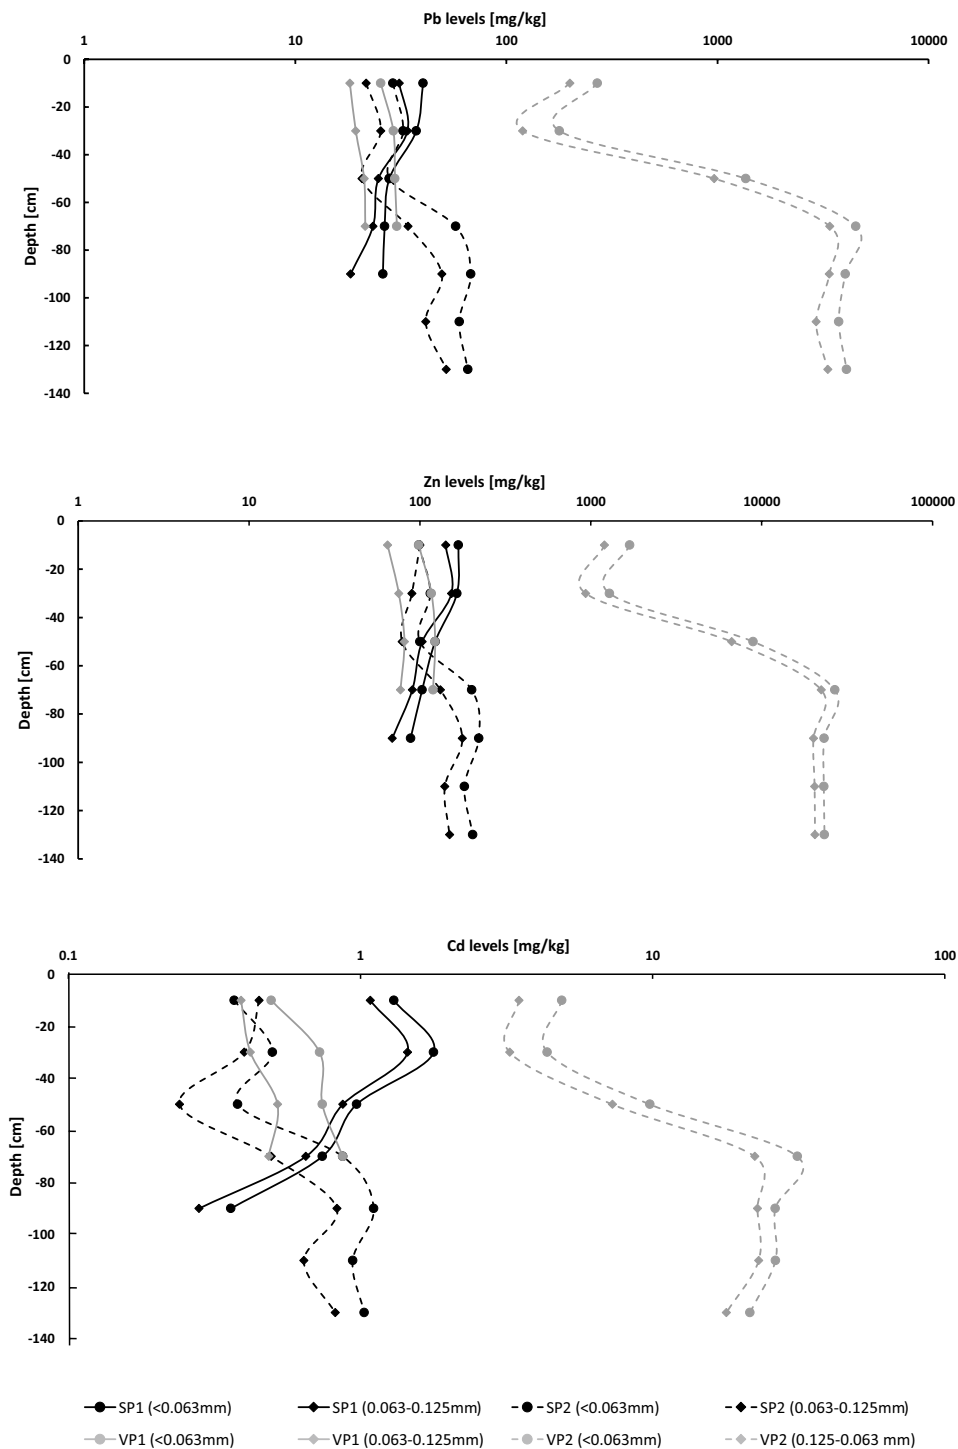 Pb levels [mg/kg]
1 10 100 1000 10000
0
-20
-40
-60
-80
-100
-120
-140
Depth [cm]
Zn levels [mg/kg]
1 10 100 1000 10000 100000
0
-20
-40
-60
-80
-100
-120
-140
Depth [cm]
Cd levels [mg/kg]
0.1 1 10 100
0
-20
-40
-60
-80
-100
-120
-140
Depth [cm]
SP1 (<0.063mm) SP1 (0.063-0.125mm) SP2 (<0.063mm) SP2 (0.063-0.125mm)
VP1 (<0.063mm) VP1 (0.063-0.125mm) VP2 (<0.063mm) VP2 (0.125-0.063 mm)